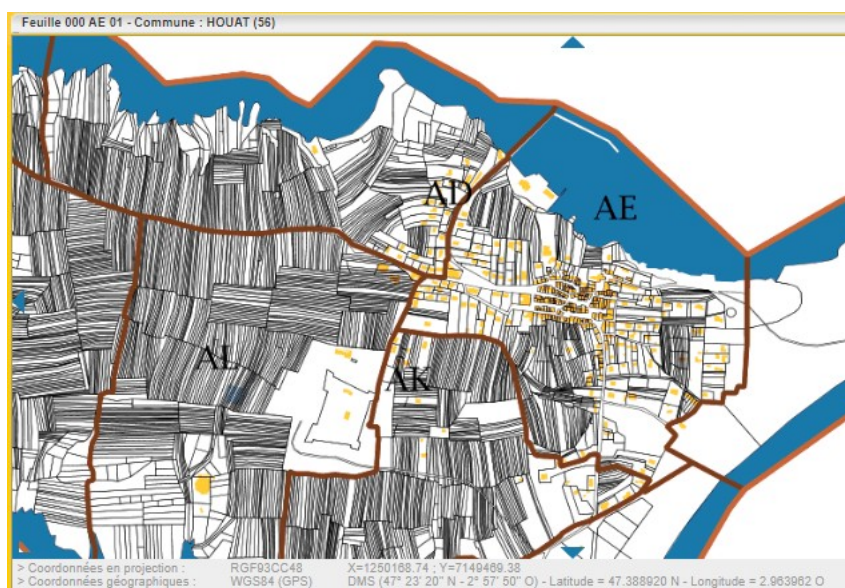 Feuille 000 AE 01 - Commune : HOUAT (56)
AD
AE
AL
AK
> Coordonnées en projection : RGF93CC48 X=1250168.74 ; Y=7149469.38
> Coordonnées géographiques : WGS84 (GPS) DMS (47° 23' 20" N - 2° 57' 50" O) - Latitude = 47.388920 N - Longitude = 2.963962 O